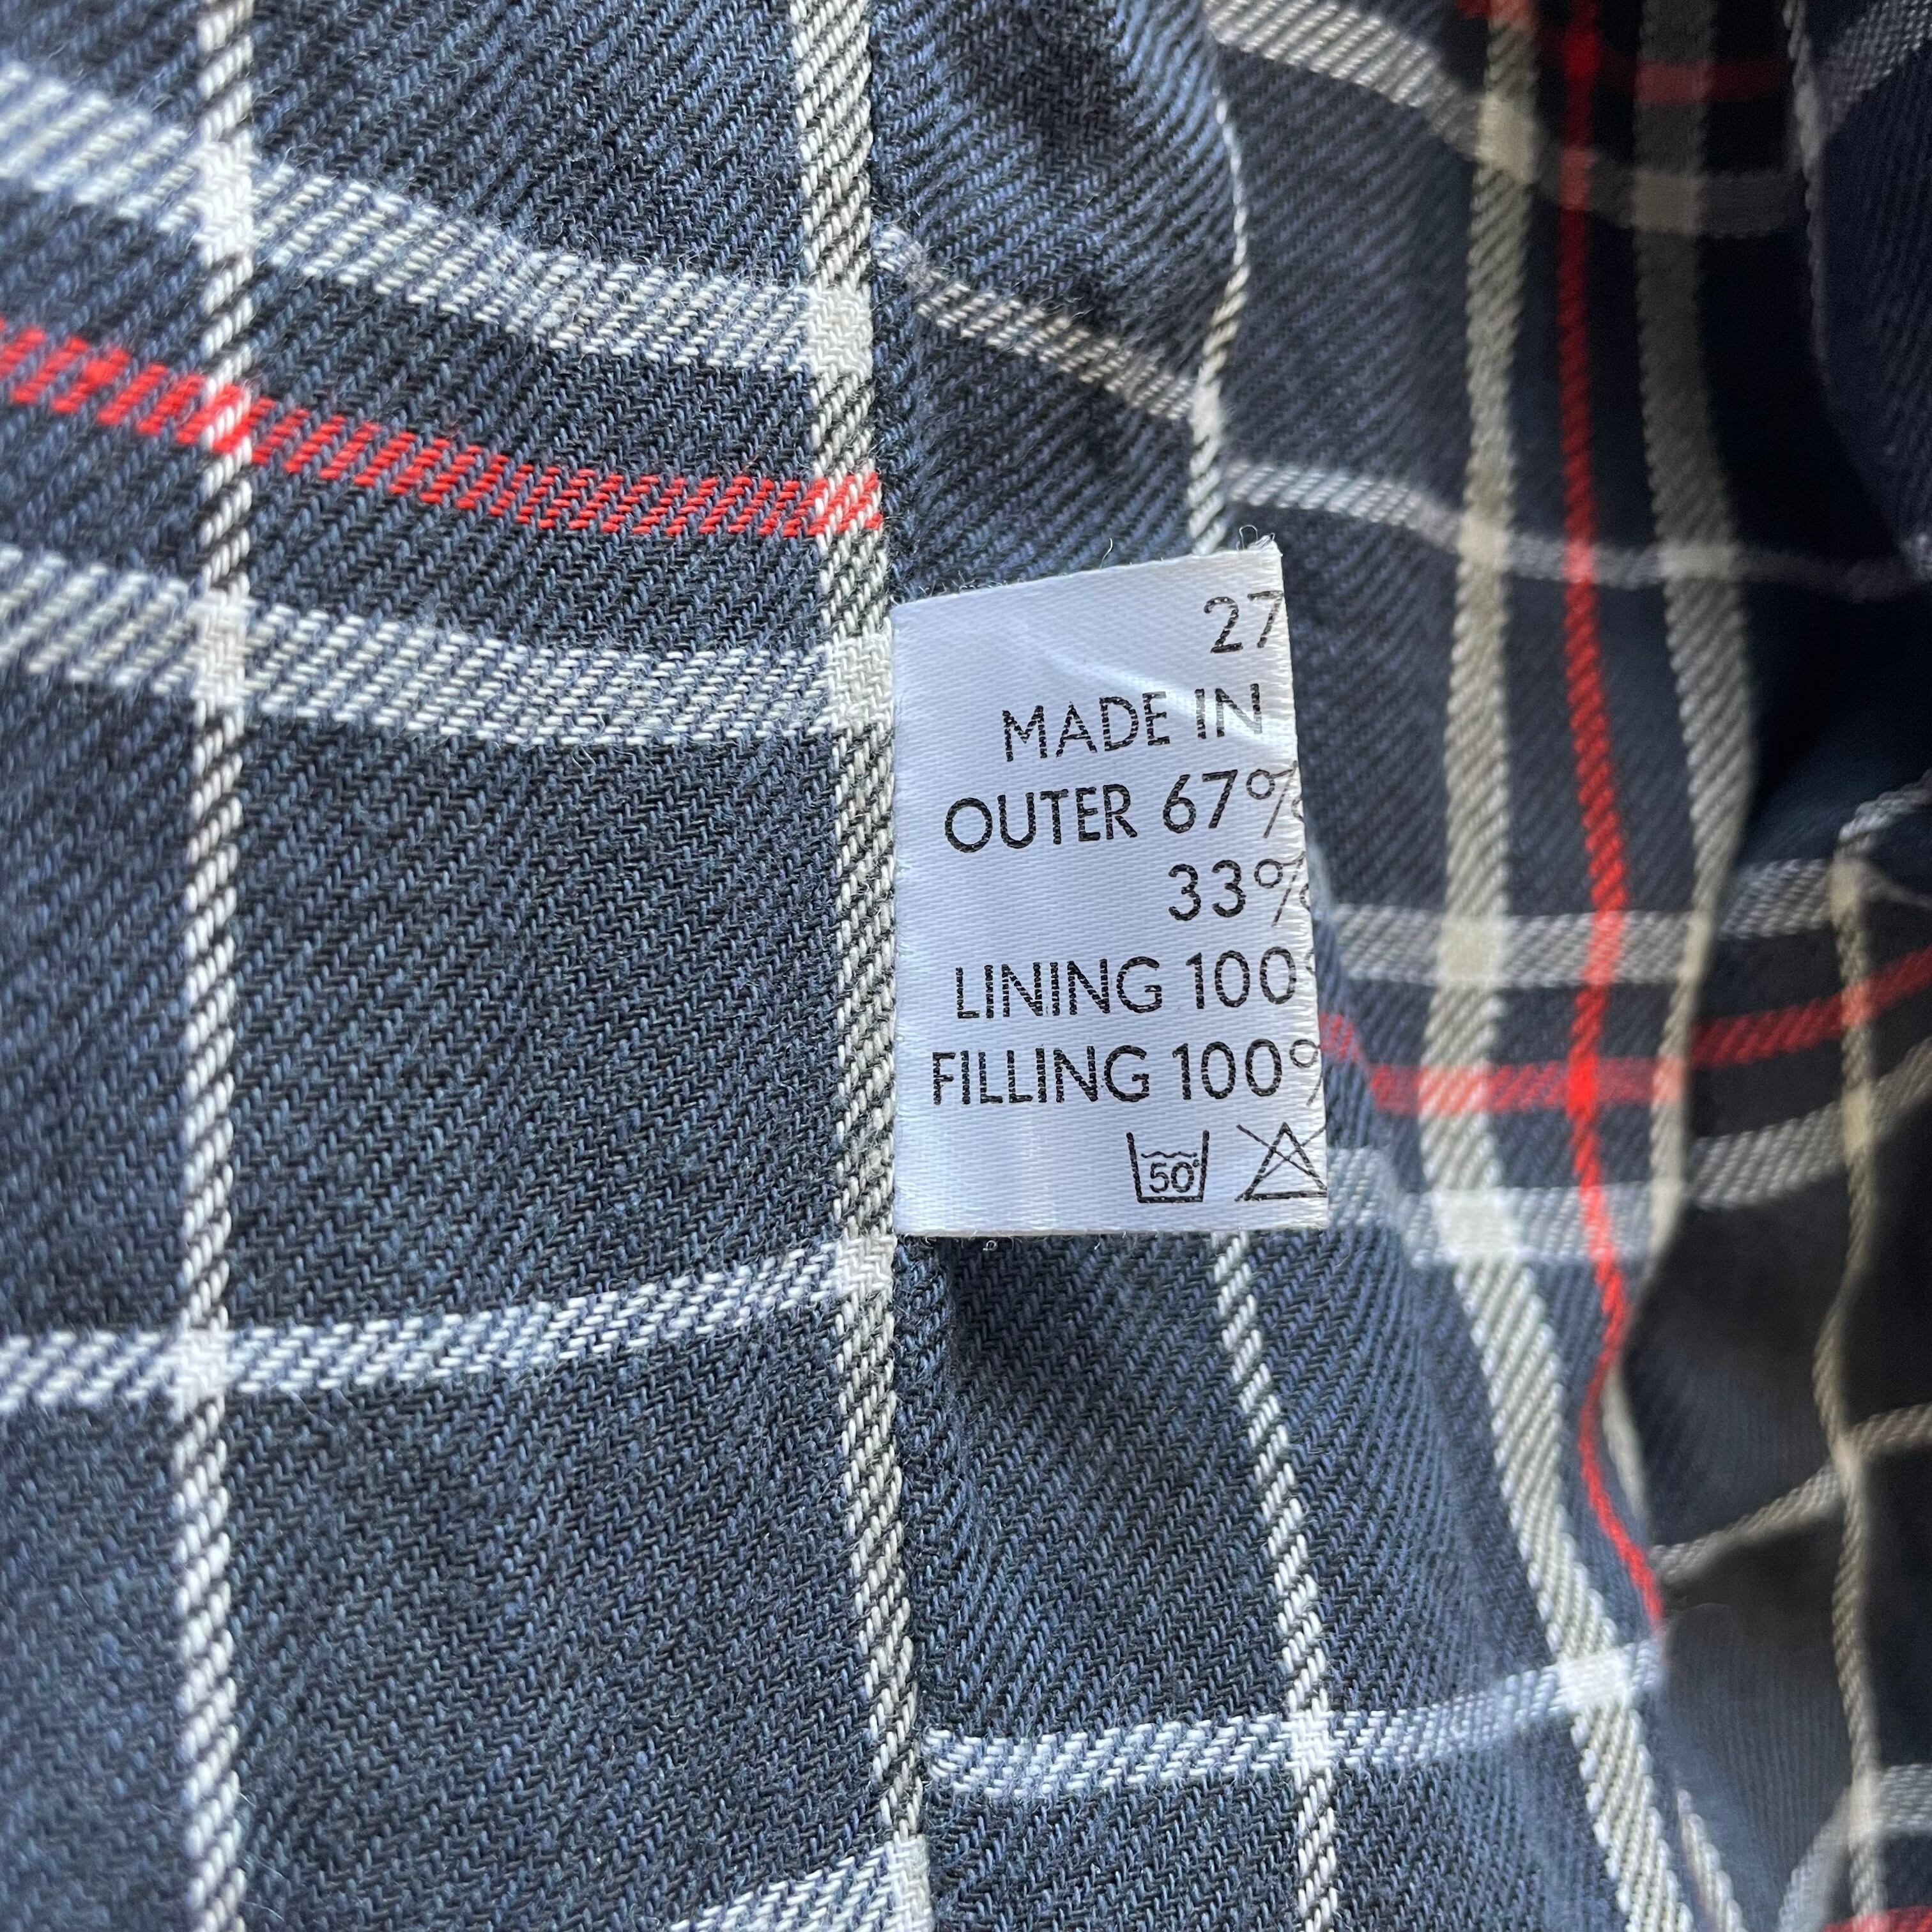 27
MADE IN
OUTER 67%
33%
LINING 100
FILLING 100%
50°